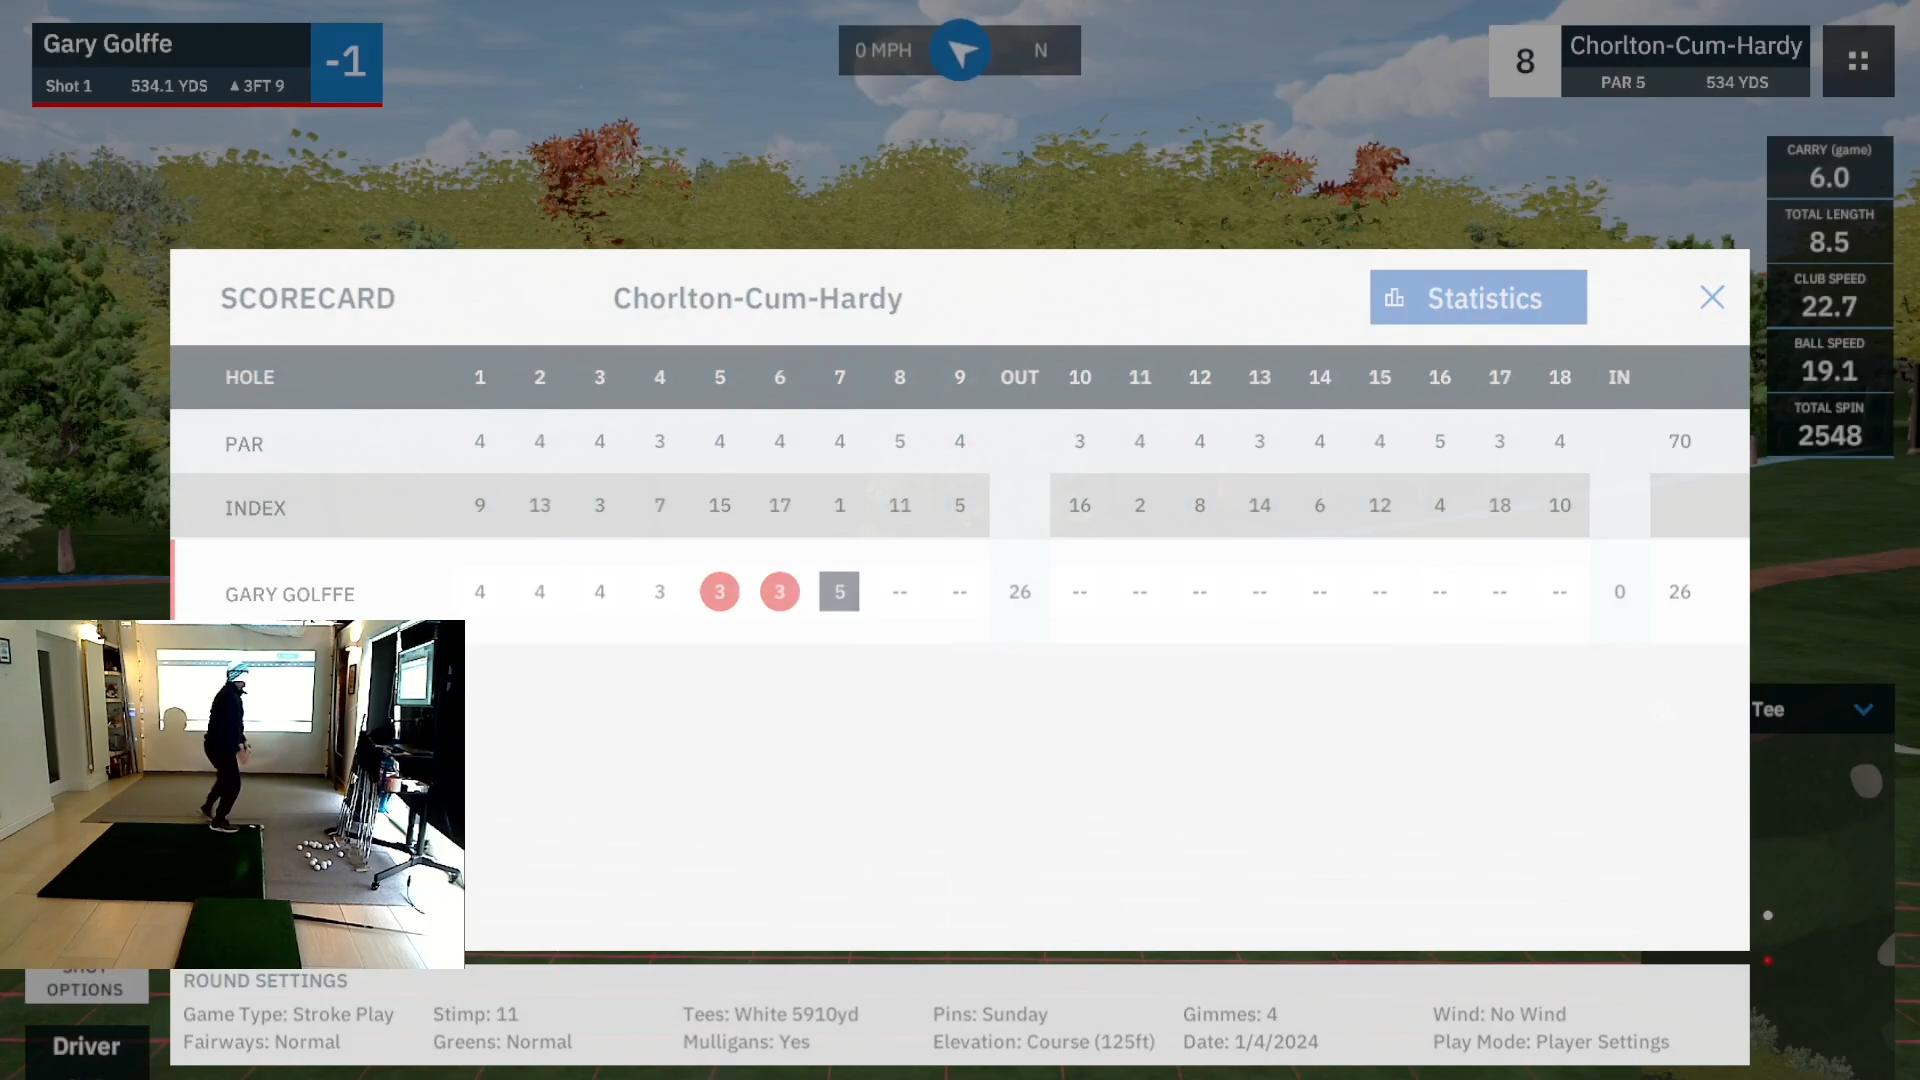 Gary Golffe
-1
Shot 1 534.1 YDS ▲3FT 9
0 MPH N
8
Chorlton-Cum-Hardy
PAR 5 534 YDS
CARRY (game)
6.0
TOTAL LENGTH
8.5
CLUB SPEED
22.7
BALL SPEED
19.1
TOTAL SPIN
2548
SCORECARD Chorlton-Cum-Hardy Statistics
HOLE 1 2 3 4 5 6 7 8 9 OUT 10 11 12 13 14 15 16 17 18 IN
PAR 4 4 4 3 4 4 4 5 4 3 4 4 3 4 4 5 3 4 70
INDEX 9 13 3 7 15 17 1 11 5 16 2 8 14 6 12 4 18 10
GARY GOLFFE 4 4 4 3 3 3 5 -- -- 26 -- -- -- -- -- -- -- -- -- 0 26
Tee
SHOT
OPTIONS
Driver
ROUND SETTINGS
Game Type: Stroke Play Stimp: 11 Tees: White 5910yd Pins: Sunday Gimmes: 4 Wind: No Wind
Fairways: Normal Greens: Normal Mulligans: Yes Elevation: Course (125ft) Date: 1/4/2024 Play Mode: Player Settings